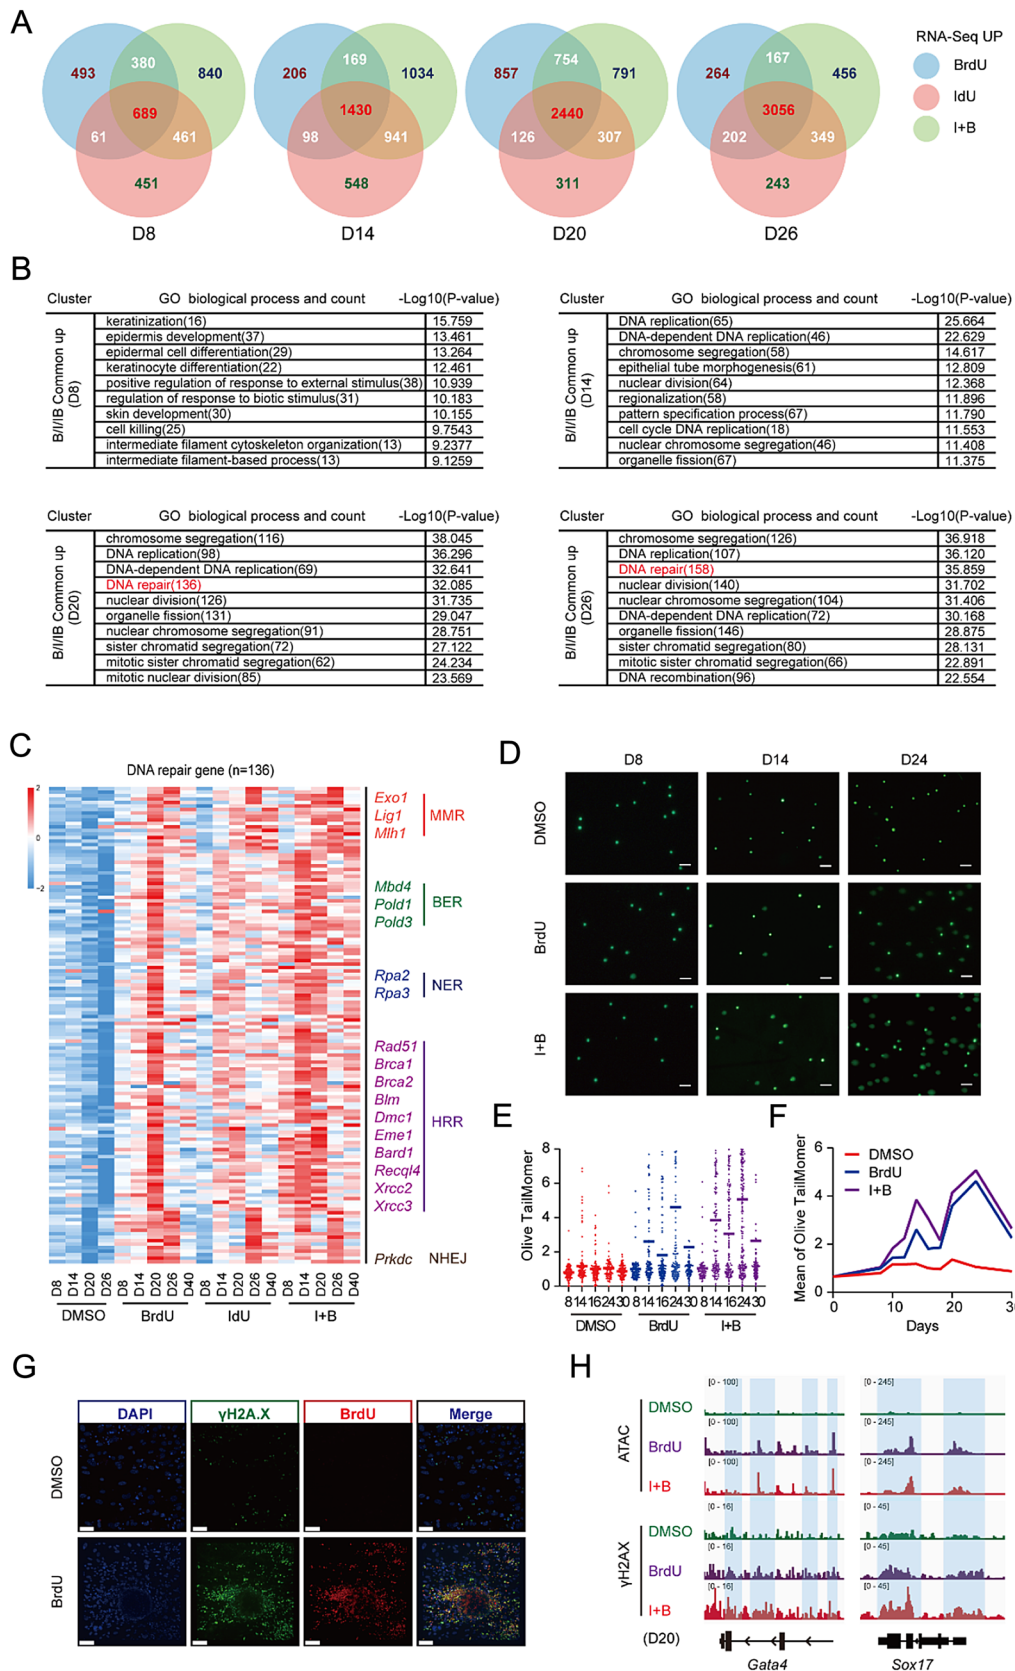 A
RNA-Seq UP
BrdU
IdU
I+B
493 380 840 689 61 461 451
D8
206 169 1034 1430 98 941 548
D14
857 754 791 2440 126 307 311
D20
264 167 456 3056 202 349 243
D26
B
Cluster GO biological process and count -Log10(P-value)
B/I/IB Common up (D8)
keratinization(16) 15.759
epidermis development(37) 13.461
epidermal cell differentiation(29) 13.264
keratinocyte differentiation(22) 12.461
positive regulation of response to external stimulus(38) 10.939
regulation of response to biotic stimulus(31) 10.183
skin development(30) 10.155
cell killing(25) 9.7543
intermediate filament cytoskeleton organization(13) 9.2377
intermediate filament-based process(13) 9.1259
Cluster GO biological process and count -Log10(P-value)
B/I/IB Common up (D14)
DNA replication(65) 25.664
DNA-dependent DNA replication(46) 22.629
chromosome segregation(58) 14.617
epithelial tube morphogenesis(61) 12.809
nuclear division(64) 12.368
regionalization(58) 11.896
pattern specification process(67) 11.790
cell cycle DNA replication(18) 11.553
nuclear chromosome segregation(46) 11.408
organelle fission(67) 11.375
Cluster GO biological process and count -Log10(P-value)
B/I/IB Common up (D20)
chromosome segregation(116) 38.045
DNA replication(98) 36.296
DNA-dependent DNA replication(69) 32.641
DNA repair(136) 32.085
nuclear division(126) 31.735
organelle fission(131) 29.047
nuclear chromosome segregation(91) 28.751
sister chromatid segregation(72) 27.122
mitotic sister chromatid segregation(62) 24.234
mitotic nuclear division(85) 23.569
Cluster GO biological process and count -Log10(P-value)
B/I/IB Common up (D26)
chromosome segregation(126) 36.918
DNA replication(107) 36.120
DNA repair(158) 35.859
nuclear division(140) 31.702
nuclear chromosome segregation(104) 31.406
DNA-dependent DNA replication(72) 30.168
organelle fission(146) 28.875
sister chromatid segregation(80) 28.131
mitotic sister chromatid segregation(66) 22.891
DNA recombination(96) 22.554
C
DNA repair gene (n=136)
2
0
-2
Exo1
Lig1
Mlh1
MMR
Mbd4
Pold1
Pold3
BER
Rpa2
Rpa3
NER
Rad51
Brca1
Brca2
Blm
Dmc1
Eme1
Bard1
Recql4
Xrcc2
Xrcc3
HRR
Prkdc NHEJ
D8 D14 D20 D26 D8 D14 D20 D26 D40 D8 D14 D20 D26 D40 D8 D14 D20 D26 D40
DMSO BrdU IdU I+B
D
D8 D14 D24
DMSO
BrdU
I+B
E
Olive TailMomer
8
6
4
2
0
8 14 16 24 30 8 14 16 24 30 8 14 16 24 30
DMSO BrdU I+B
F
Mean of Olive TailMomer
6
4
2
0
DMSO
BrdU
I+B
0 10 20 30
Days
G
DAPI γH2A.X BrdU Merge
DMSO
BrdU
H
ATAC
DMSO [0 - 100] [0 - 245]
BrdU [0 - 100] [0 - 245]
I+B [0 - 100] [0 - 245]
γH2AX
DMSO [0 - 16] [0 - 45]
BrdU [0 - 16] [0 - 45]
I+B [0 - 16] [0 - 45]
(D20)
Gata4 Sox17